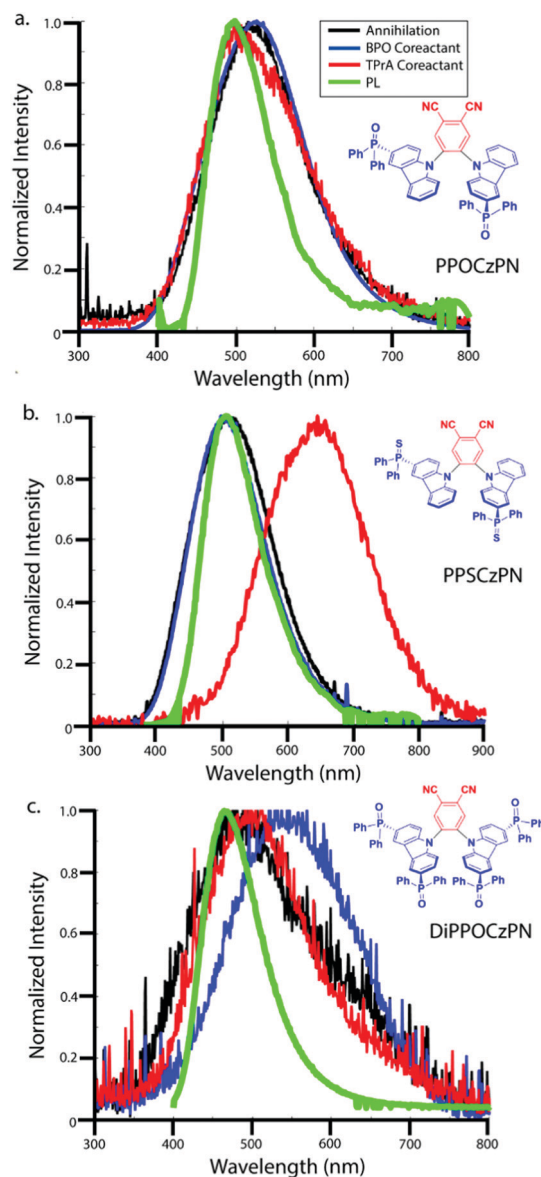 a.
1.0
0.8
0.6
0.4
0.2
0
Normalized Intensity
300 400 500 600 700 800
Wavelength (nm)
Annihilation
BPO Coreactant
TPrA Coreactant
PL
NC CN
O
Ph P
Ph
N N
Ph P Ph
O
PPOCzPN
b.
1.0
0.8
0.6
0.4
0.2
0
Normalized Intensity
300 400 500 600 700 800 900
Wavelength (nm)
NC CN
S
Ph P
Ph
N N
Ph P Ph
S
PPSCzPN
c.
1.0
0.8
0.6
0.4
0.2
0
Normalized Intensity
300 400 500 600 700 800
Wavelength (nm)
NC CN
O O
Ph P P Ph
Ph Ph
N N
Ph P Ph Ph P Ph
O O
DiPPOCzPN